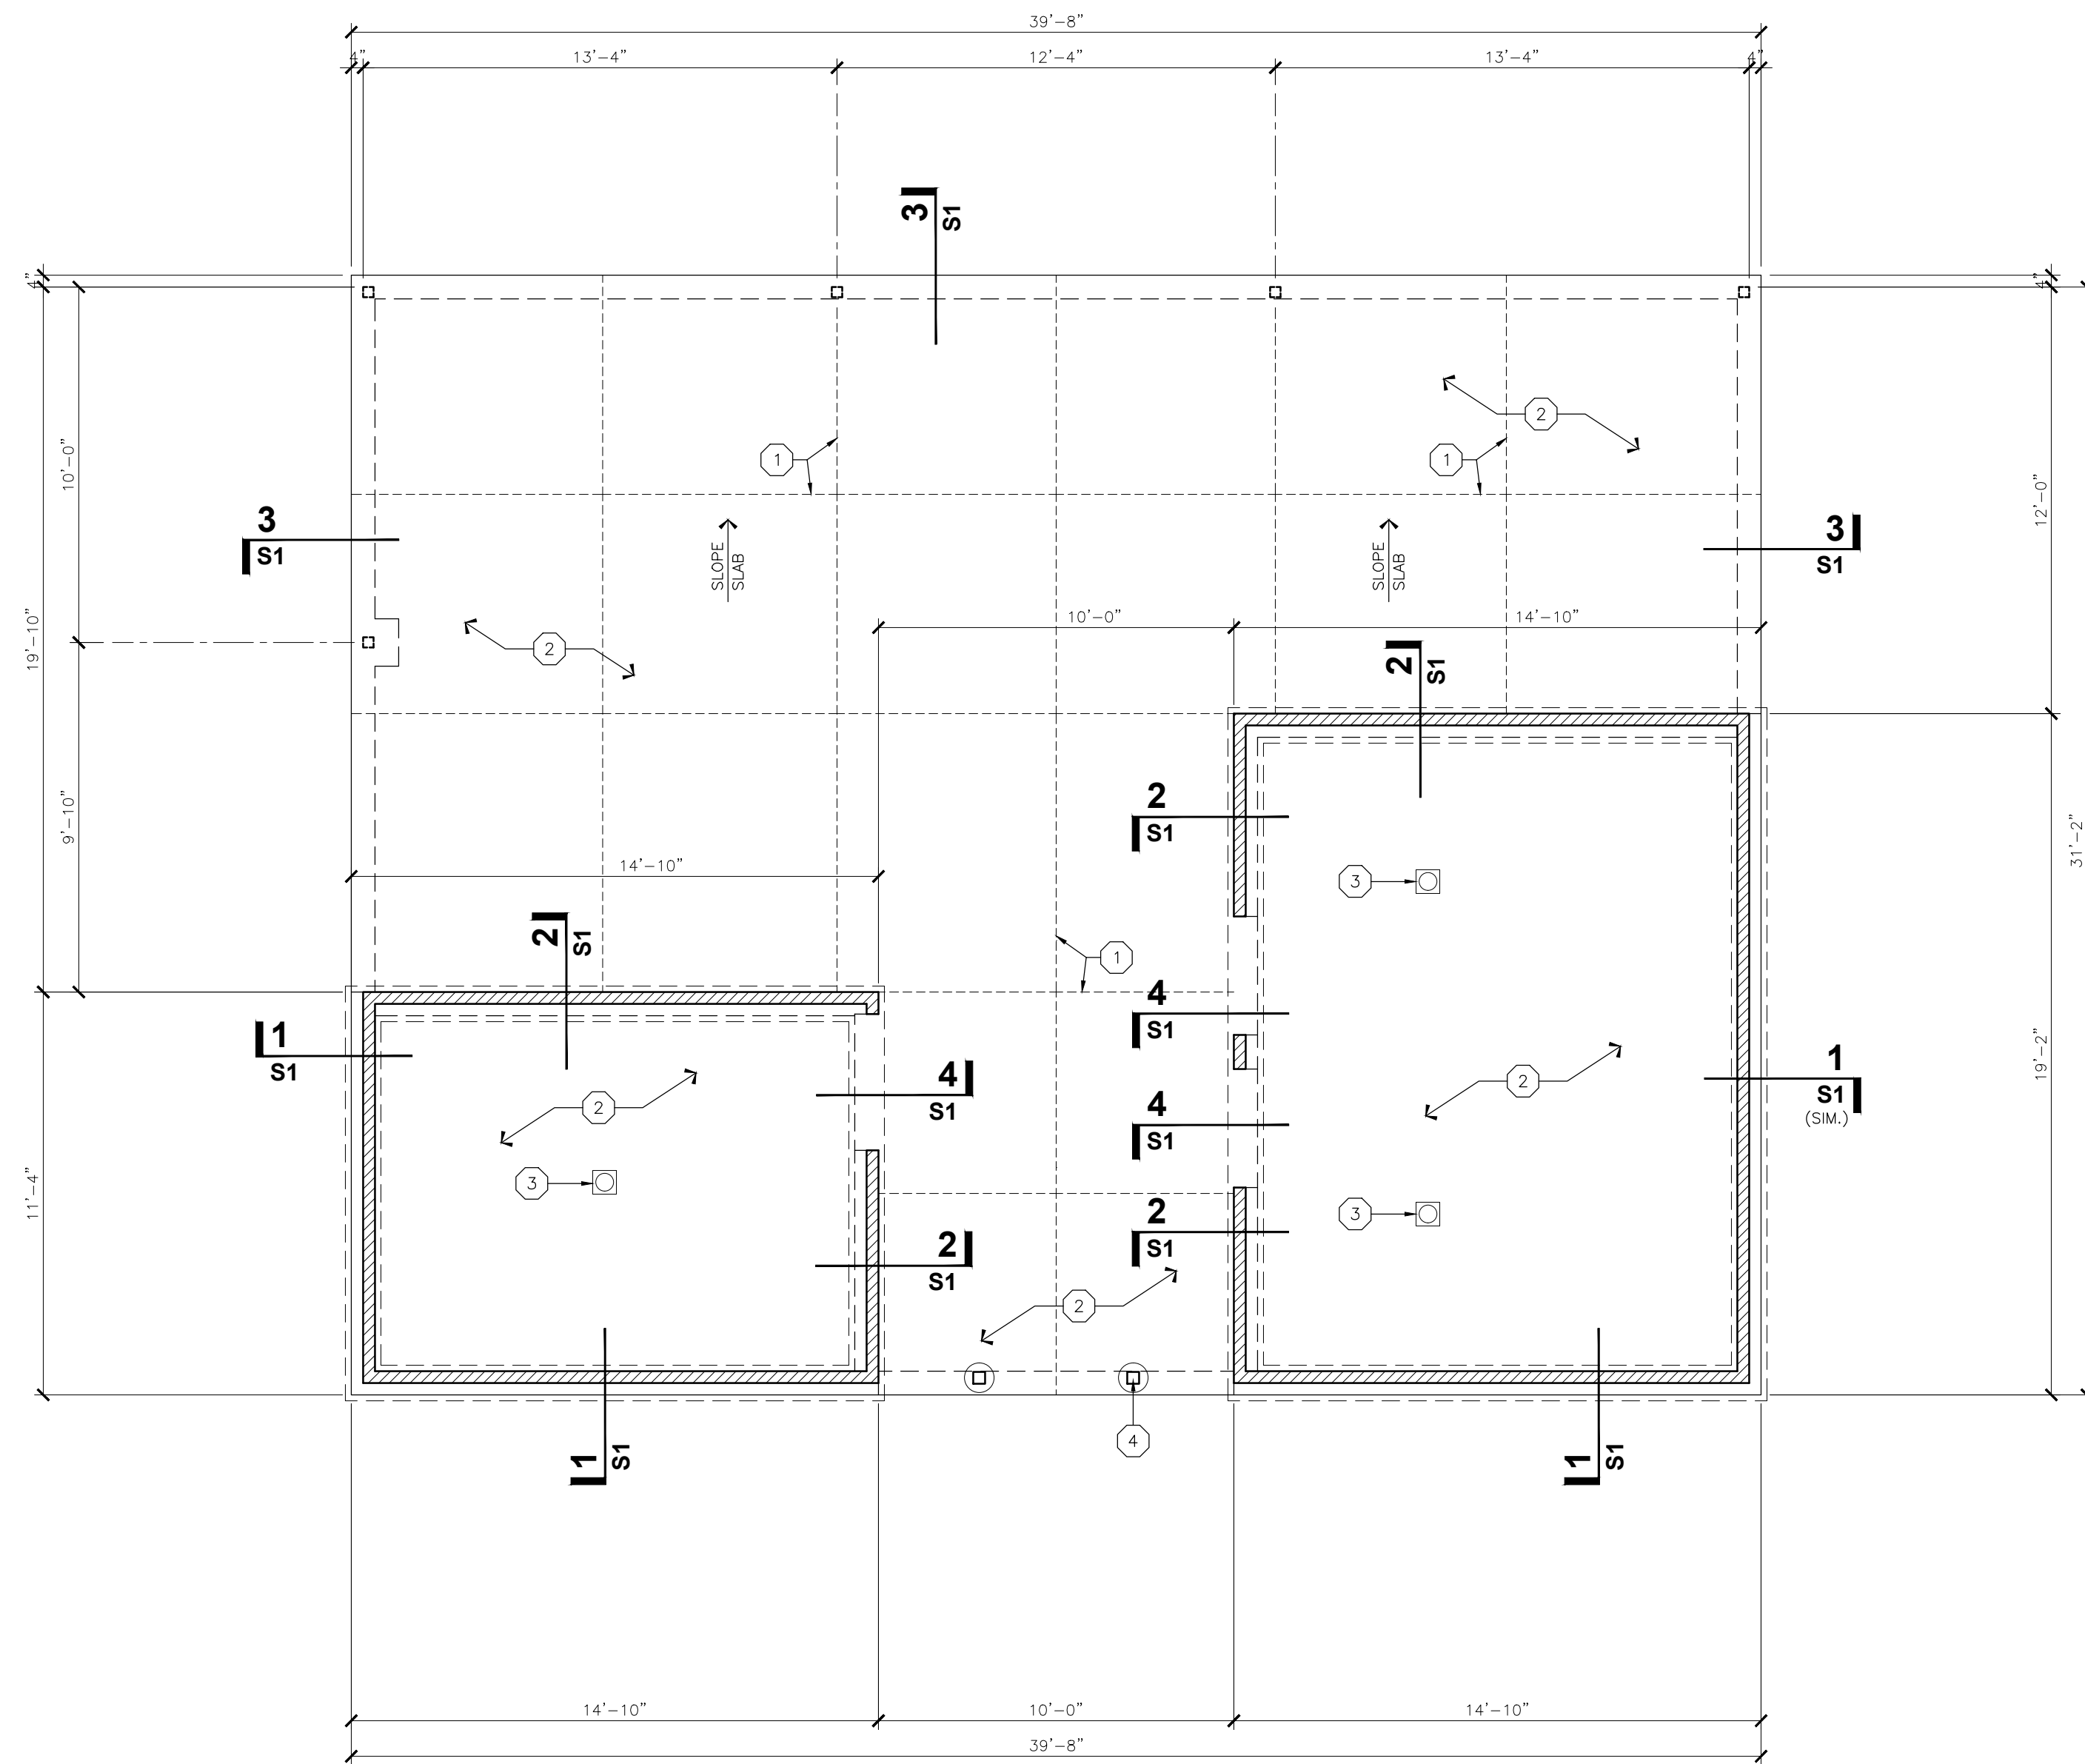 39'-8"
4" 13'-4" 12'-4" 13'-4" 4"
3
S1
4" 4"
2
1 1
10'-0" 12'-0"
3 3
S1 S1
SLOPE SLOPE
SLAB SLAB
19'-10" 10'-0" 14'-10"
2
2
S1
2
S1
9'-10" 31'-2"
14'-10" 3
2
S1
1
4
S1
1
S1
19'-2"
1
S1
(SIM.)
4
S1
2 2
4
S1
3
11'-4"
3
2
S1
2
S1
2
4
1
S1
1
S1
14'-10" 10'-0" 14'-10"
39'-8"